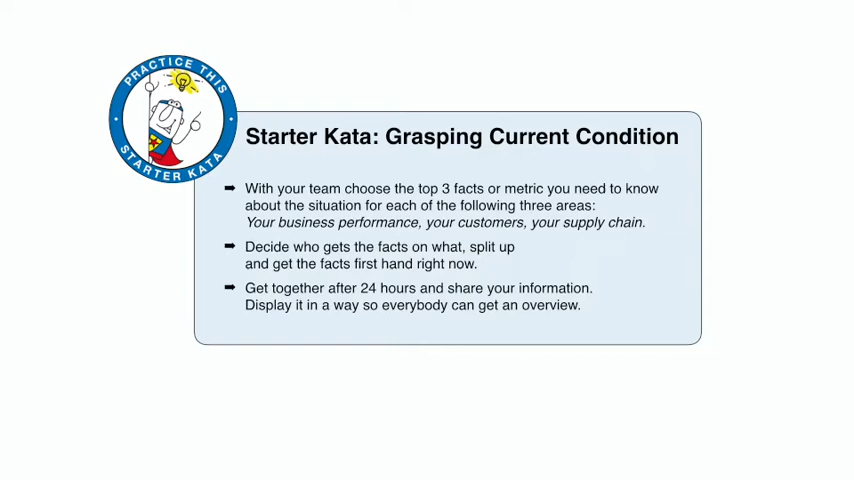 PRACTICE THIS
STARTER KATA
Starter Kata: Grasping Current Condition
➡ With your team choose the top 3 facts or metric you need to know
about the situation for each of the following three areas:
Your business performance, your customers, your supply chain.
➡ Decide who gets the facts on what, split up
and get the facts first hand right now.
➡ Get together after 24 hours and share your information.
Display it in a way so everybody can get an overview.